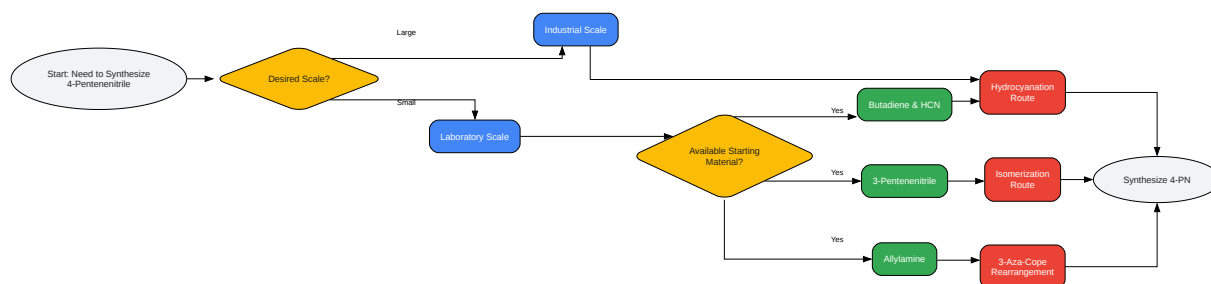 Start: Need to Synthesize
4-Pentenenitrile
Desired Scale?
Large
Small
Industrial Scale
Laboratory Scale
Available Starting
Material?
Yes
Butadiene & HCN
Hydrocyanation
Route
Yes
3-Pentenenitrile
Isomerization
Route
Yes
Allylamine
3-Aza-Cope
Rearrangement
Synthesize 4-PN